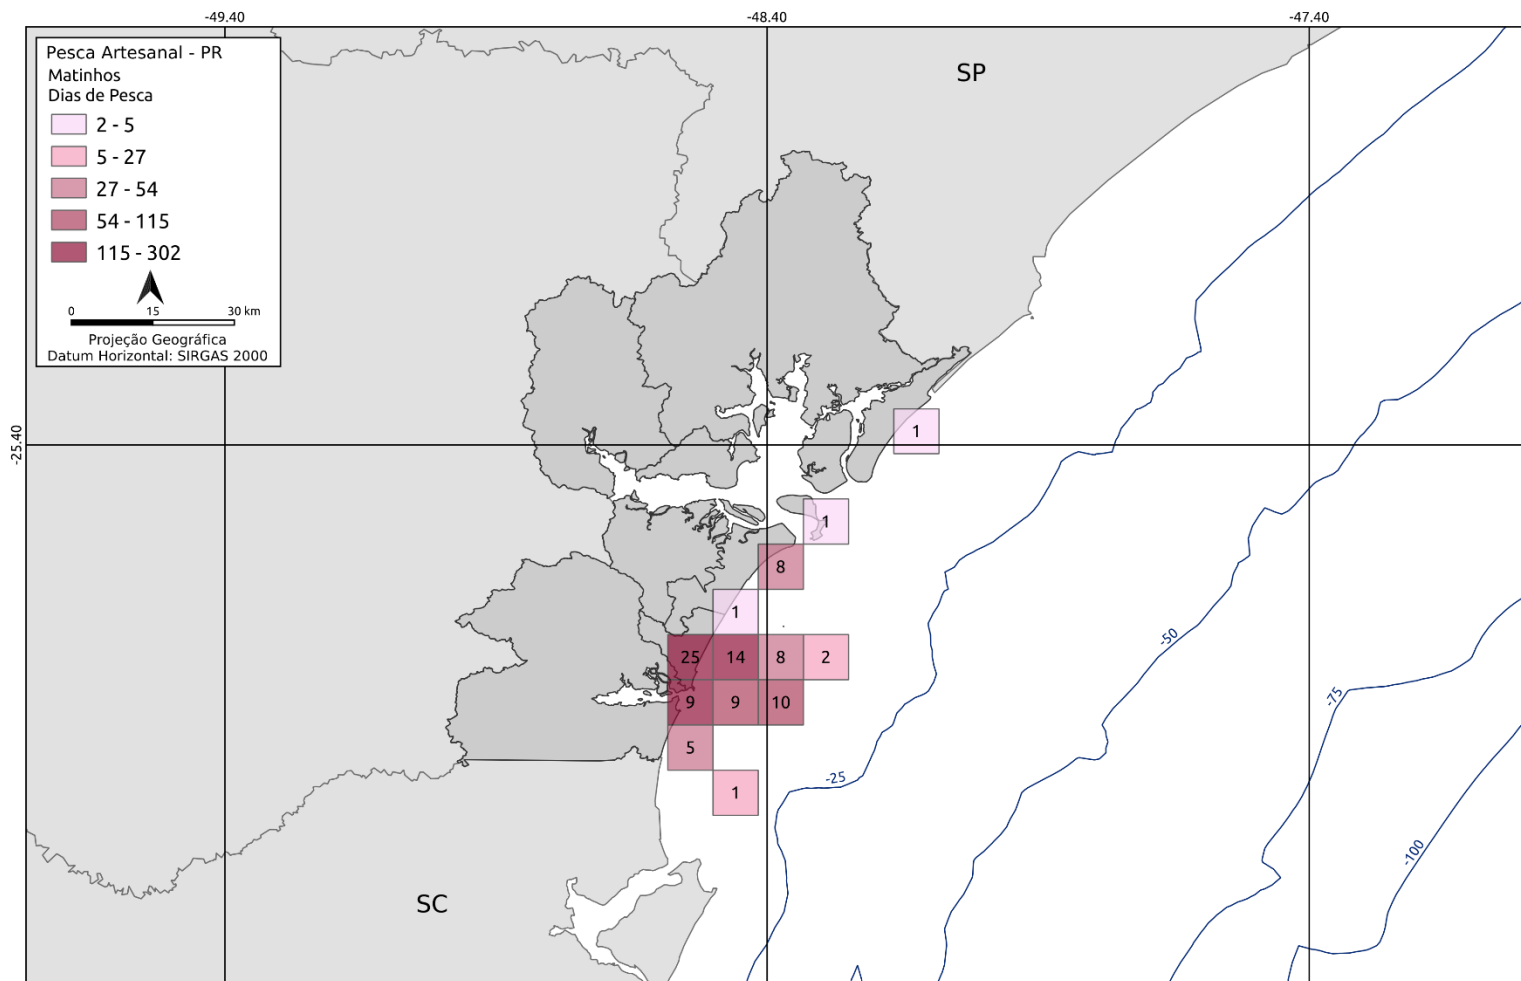 -49.40
-48.40
-47.40
Pesca Artesanal - PR
Matinhos
Dias de Pesca
2 - 5
5 - 27
27 - 54
54 - 115
115 - 302
0 15 30 km
Projeção Geográfica
Datum Horizontal: SIRGAS 2000
SP
-25.40
1
1
8
1
25 14 8 2
9 9 10
5
1
-50
-75
-25
-100
SC